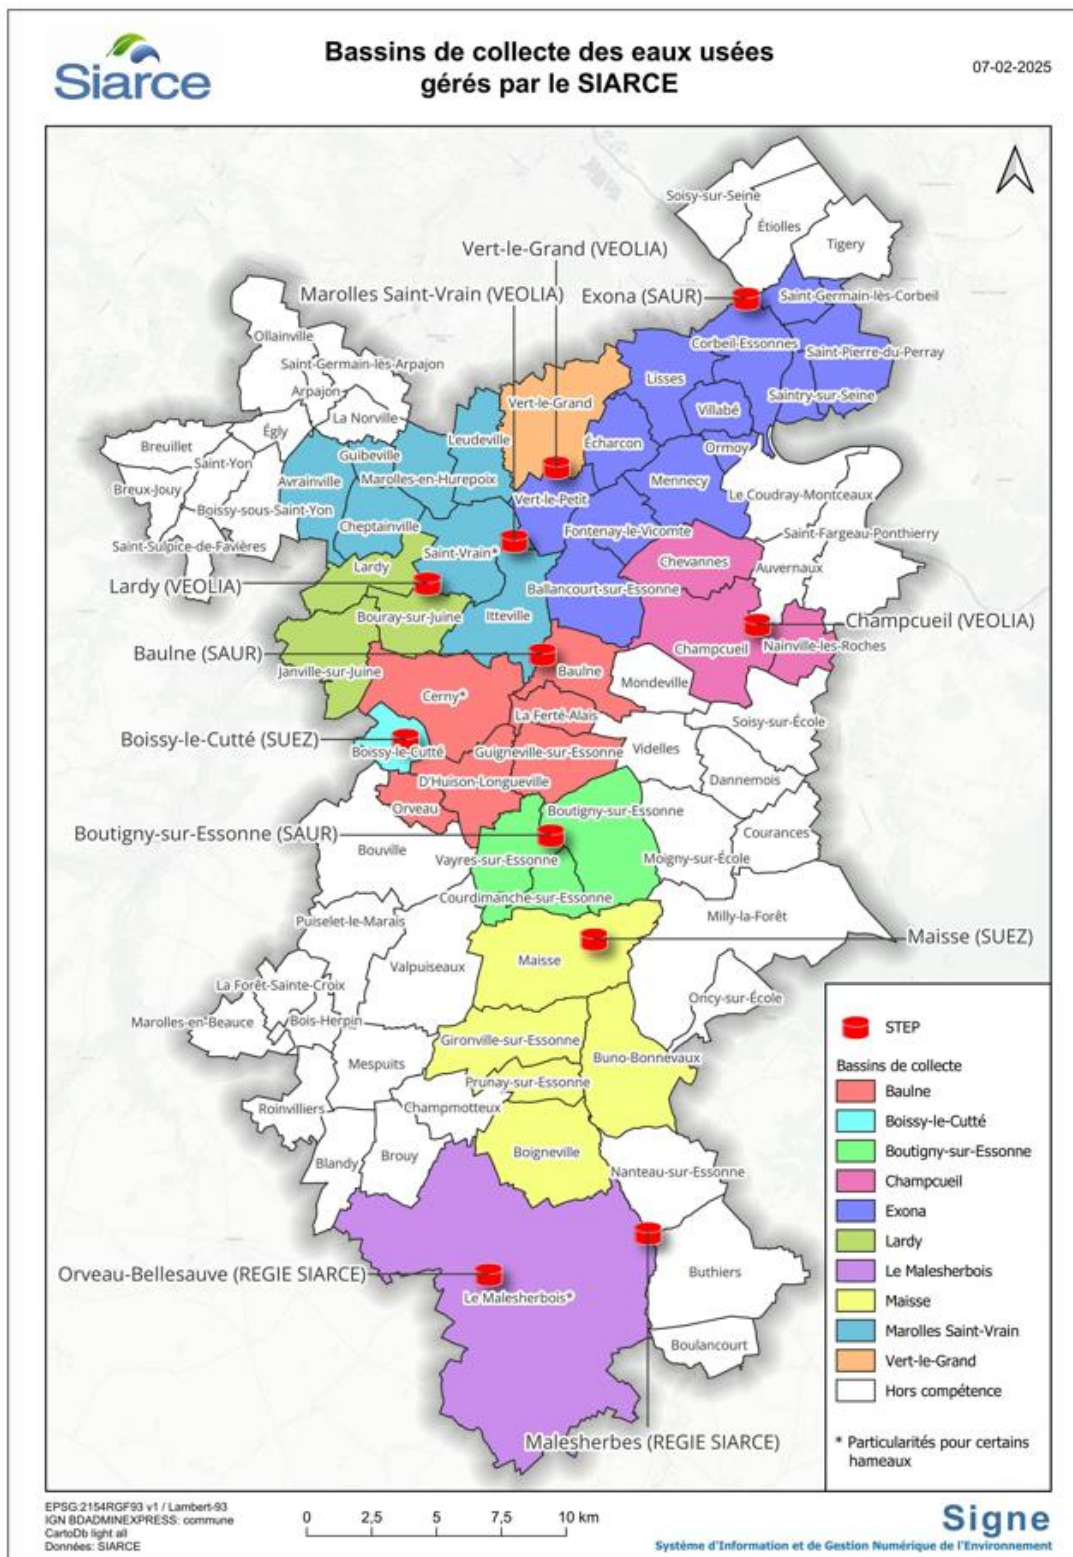 Siarce
Bassins de collecte des eaux usées
gérés par le SIARCE
07-02-2025
Soisy-sur-Seine
Étiolles
Tigery
Vert-le-Grand (VEOLIA)
Marolles Saint-Vrain (VEOLIA)
Exona (SAUR)
Saint-Germain-lès-Corbeil
Ollainville
Corbeil-Essonnes
Saint-Pierre-du-Perray
Saint-Germain-lès-Arpajon
Lisses
Arpajon
Saintry-sur-Seine
Vert-le-Grand
Villabé
La Norville
Égly
Leudeville
Écharcon
Breuillet
Guibeville
Ormoy
Saint-Yon
Marolles-en-Hurepoix
Avrainville
Mennecy
Breux-Jouy
Vert-le-Petit
Le Coudray-Montceaux
Boissy-sous-Saint-Yon
Cheptainville
Fontenay-le-Vicomte
Saint-Fargeau-Ponthierry
Saint-Sulpice-de-Favières
Saint-Vrain*
Chevannes
Lardy
Auvernaux
Lardy (VEOLIA)
Ballancourt-sur-Essonne
Bouray-sur-Juine
Itteville
Champcueil (VEOLIA)
Baulne (SAUR)
Champcueil
Nainville-les-Roches
Janville-sur-Juine
Baulne
Mondeville
Cerny*
La Ferté-Alais
Soisy-sur-École
Boissy-le-Cutté (SUEZ)
Boissy-le-Cutté
Guigneville-sur-Essonne
Videlles
D'Huison-Longueville
Dannemois
Orveau
Boutigny-sur-Essonne
Boutigny-sur-Essonne (SAUR)
Courances
Bouville
Vayres-sur-Essonne
Moigny-sur-École
Courdimanche-sur-Essonne
Puiselet-le-Marais
Milly-la-Forêt
Maisse (SUEZ)
Valpuiseaux
Maisse
La Forêt-Sainte-Croix
Oncy-sur-École
Marolles-en-Beauce
Bois-Herpin
Gironville-sur-Essonne
Mespuits
Buno-Bonnevaux
Prunay-sur-Essonne
Roinvilliers
Champmotteux
Blandy
Brouy
Boigneville
Nanteau-sur-Essonne
Orveau-Bellesauve (REGIE SIARCE)
Buthiers
Le Malesherbois*
Boulancourt
Malesherbes (REGIE SIARCE)
STEP
Bassins de collecte
Baulne
Boissy-le-Cutté
Boutigny-sur-Essonne
Champcueil
Exona
Lardy
Le Malesherbois
Maisse
Marolles Saint-Vrain
Vert-le-Grand
Hors compétence
* Particularités pour certains
hameaux
EPSG:2154RGF93 v1 / Lambert-93
IGN BDADMINEXPRESS: commune
CartoDb light all
Données: SIARCE
0 2,5 5 7,5 10 km
Signe
Système d'Information et de Gestion Numérique de l'Environnement